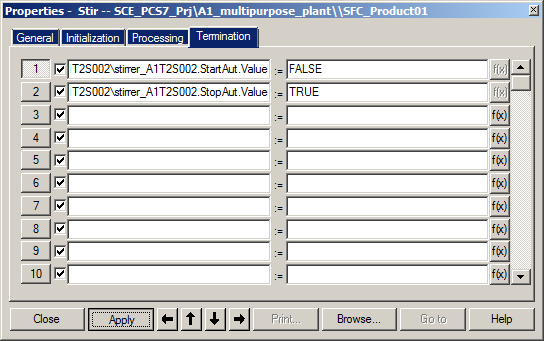 Properties - Stir -- SCE_PCS7_Prj\A1_multipurpose_plant\\SFC_Product01
General Initialization Processing Termination
1 T2S002\stirrer_A1T2S002.StartAut.Value := FALSE f(x)
2 T2S002\stirrer_A1T2S002.StopAut.Value := TRUE f(x)
3 := f(x)
4 := f(x)
5 := f(x)
6 := f(x)
7 := f(x)
8 := f(x)
9 := f(x)
10 := f(x)
Close Apply Print... Browse... Go to Help